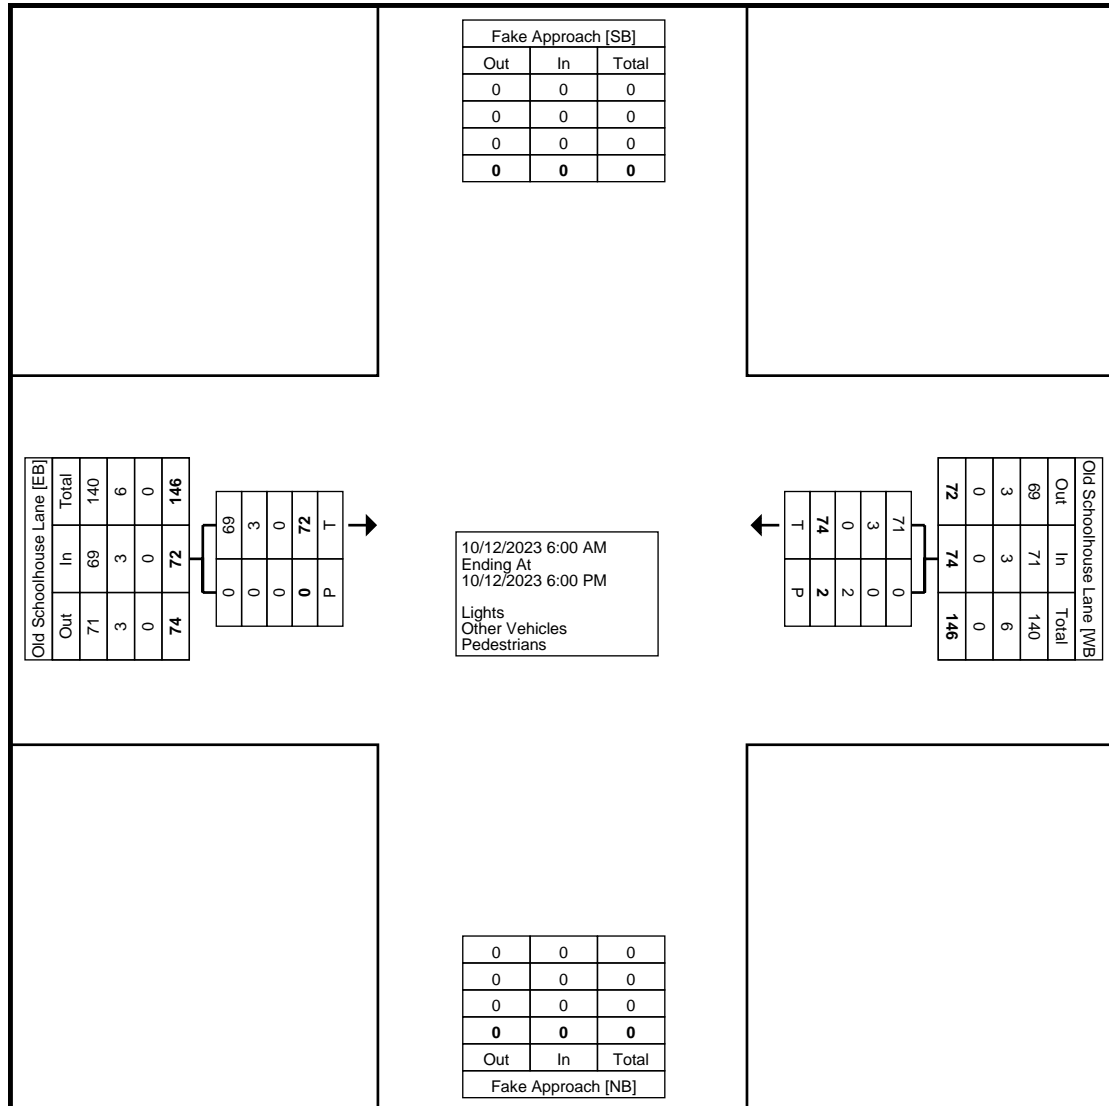 Fake Approach [SB]
Out In Total
0 0 0
0 0 0
0 0 0
0 0 0
Old Schoolhouse Lane [EB]
Total In Out
140 69 71
6 3 3
0 0 0
146 72 74
69 0
3 0
0 0
72 0
T P
10/12/2023 6:00 AM
Ending At
10/12/2023 6:00 PM
Lights
Other Vehicles
Pedestrians
71 0
3 0
0 2
74 2
T P
Old Schoolhouse Lane [WB
Out In Total
69 71 140
3 3 6
0 0 0
72 74 146
0 0 0
0 0 0
0 0 0
0 0 0
Out In Total
Fake Approach [NB]